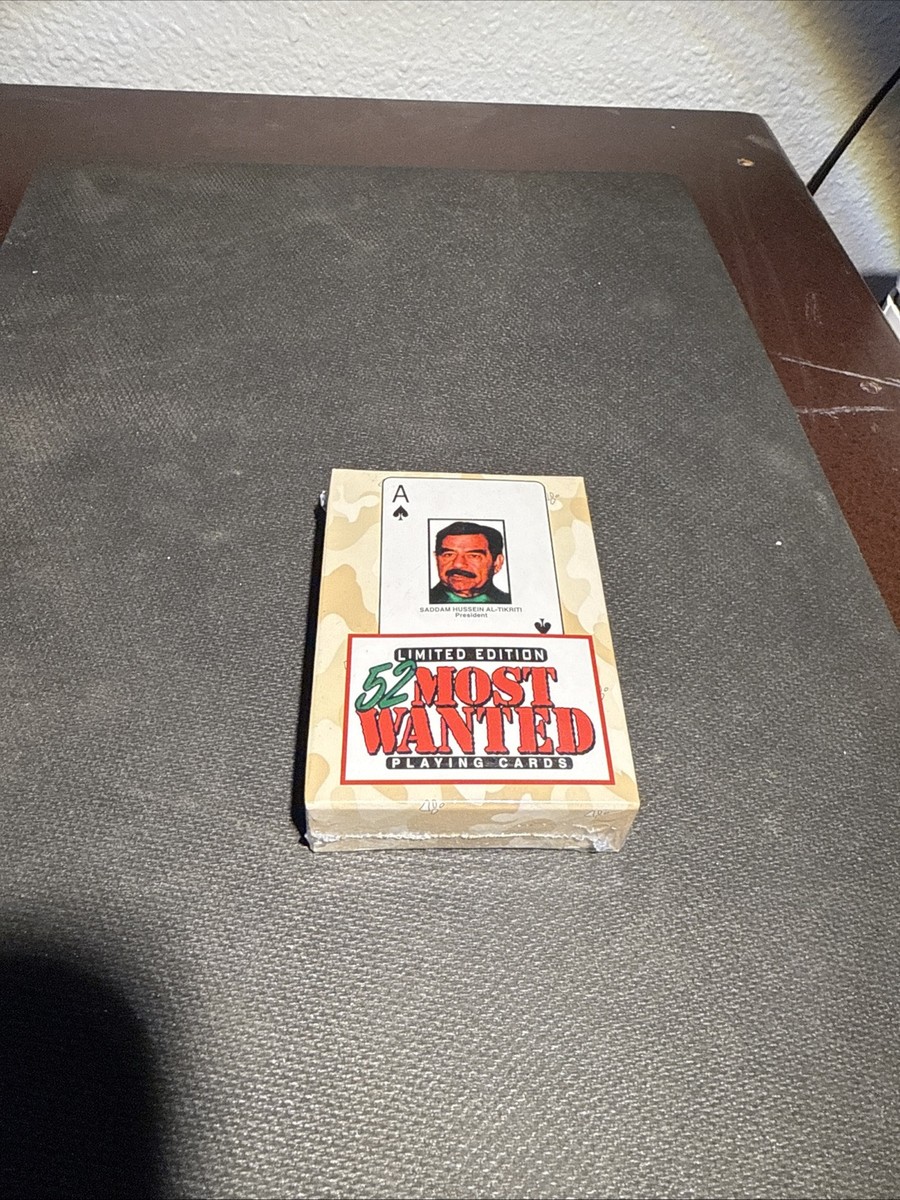 A
SADDAM HUSSEIN AL-TIKRITI
President
A
LIMITED EDITION
52 MOST
WANTED
PLAYING CARDS